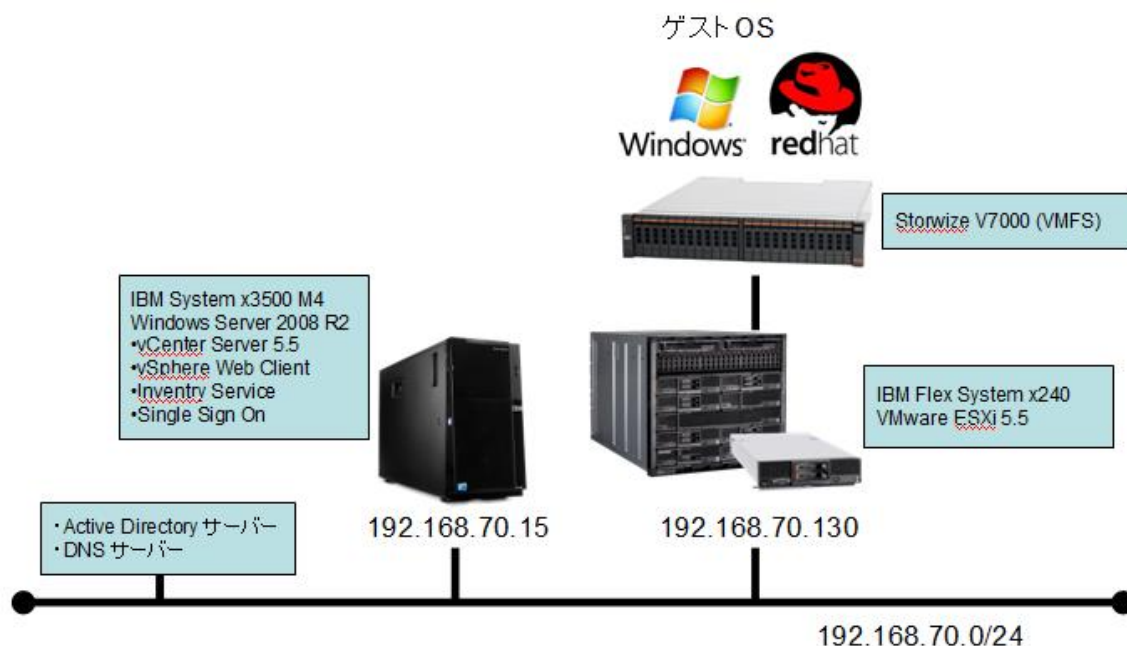 ゲストOS
Windows
redhat
Storwize V7000 (VMFS)
IBM System x3500 M4
Windows Server 2008 R2
•vCenter Server 5.5
•vSphere Web Client
•Inventry Service
•Single Sign On
IBM Flex System x240
VMware ESXi 5.5
・Active Directory サーバー
・DNS サーバー
192.168.70.15
192.168.70.130
192.168.70.0/24